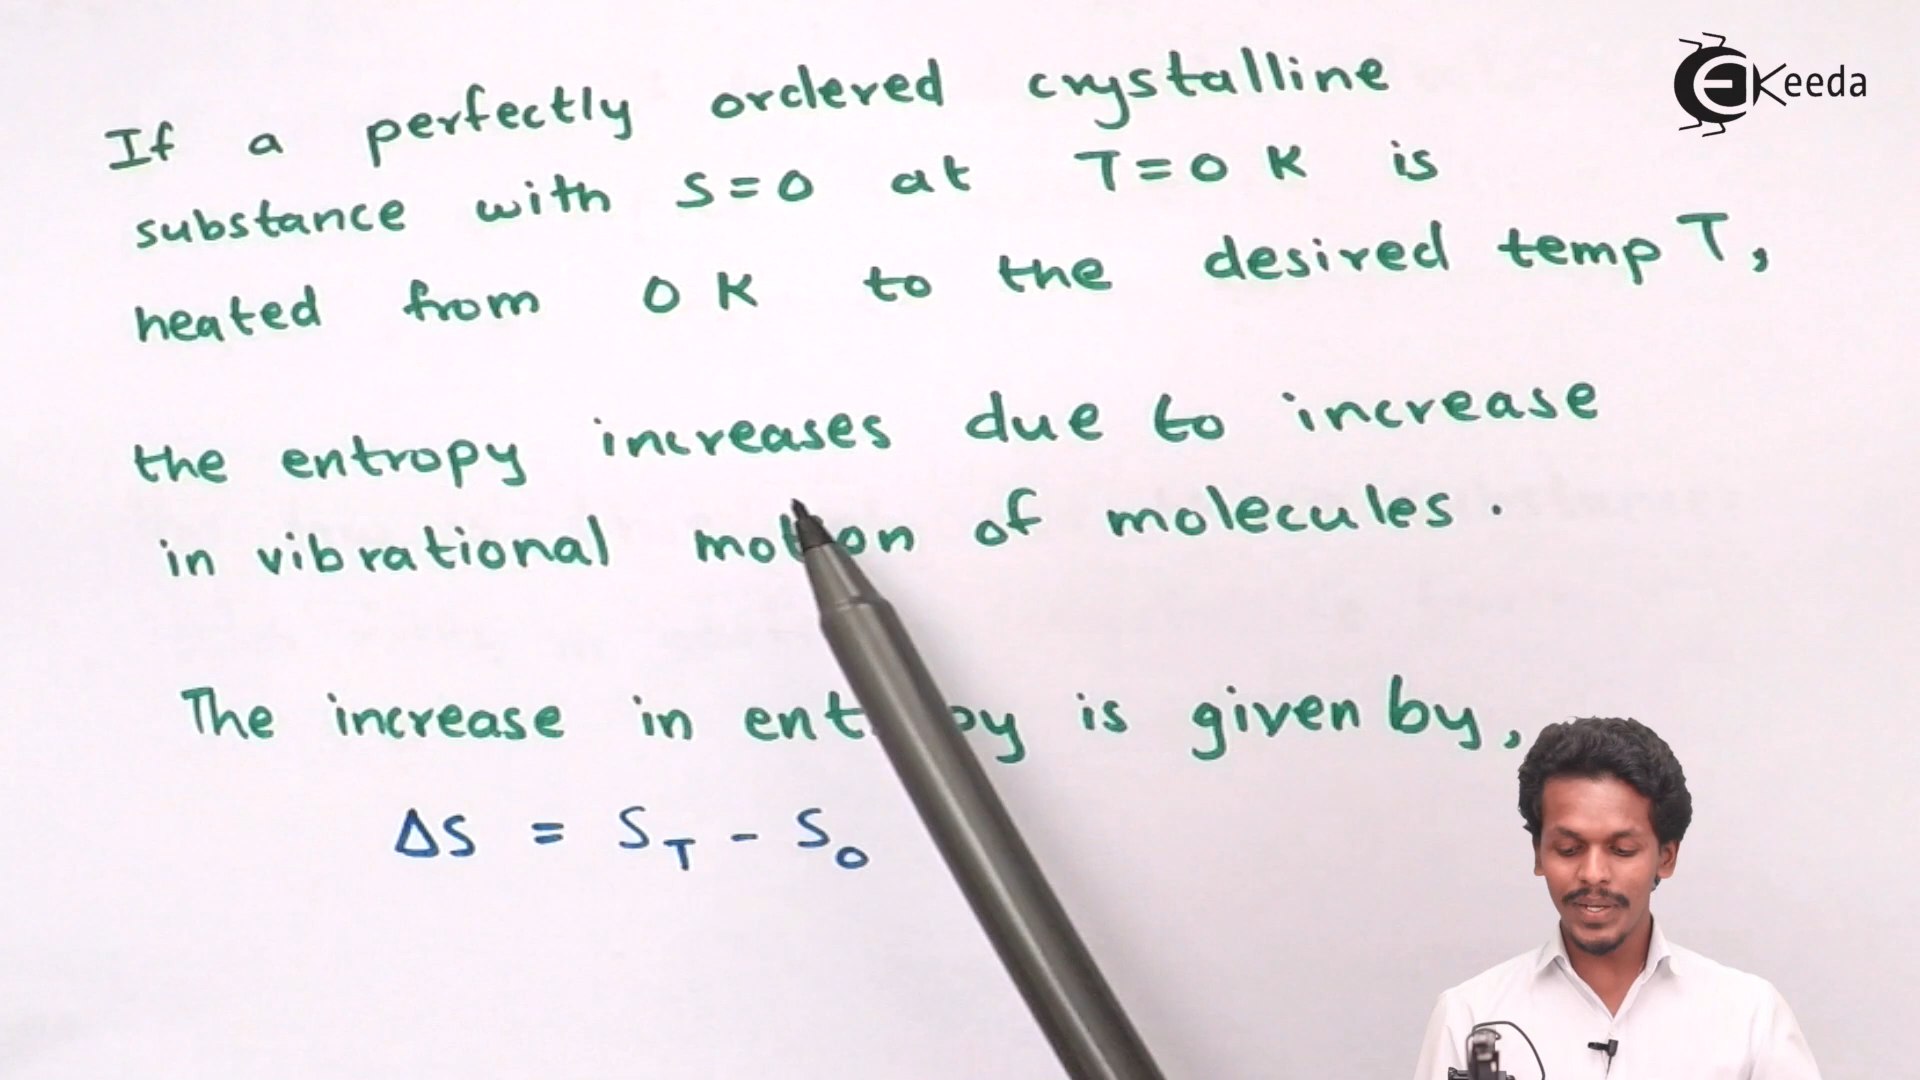 EKeeda
If a perfectly ordered crystalline
substance with S=0 at T=0 K is
heated from 0 K to the desired temp T,
the entropy increases due to increase
in vibrational motion of molecules.
The increase in entropy is given by,
ΔS = S_T - S_0